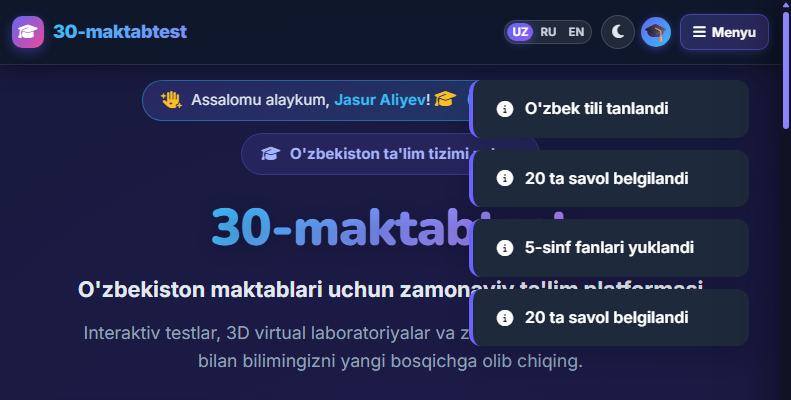 30-maktabtest
UZ RU EN
Menyu
Assalomu alaykum, Jasur Aliyev!
O'zbek tili tanlandi
O'zbekiston ta'lim tizimi
20 ta savol belgilandi
30-maktab
5-sinf fanlari yuklandi
O'zbekiston maktablari uchun zamonaviy ta'lim platformasi
20 ta savol belgilandi
Interaktiv testlar, 3D virtual laboratoriyalar va
bilan bilimingizni yangi bosqichga olib chiqing.